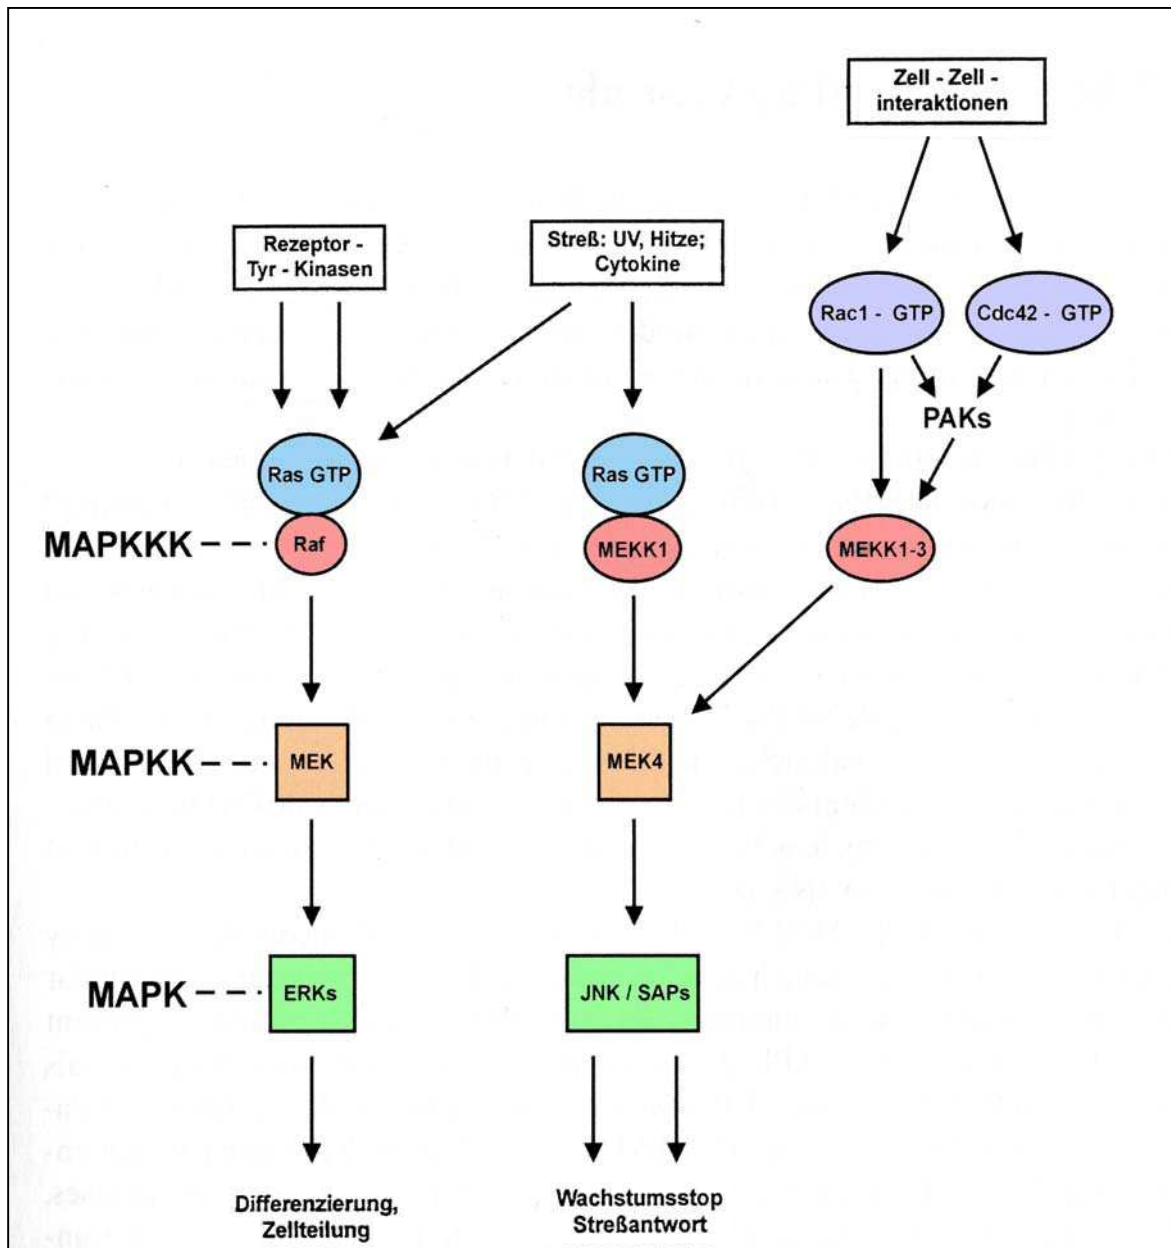 Zell - Zell -
interaktionen
Rezeptor -
Tyr - Kinasen
Streß: UV, Hitze;
Cytokine
Rac1 - GTP
Cdc42 - GTP
PAKs
Ras GTP
Ras GTP
MAPKKK
Raf
MEKK1
MEKK1-3
MAPKK
MEK
MEK4
MAPK
ERKs
JNK / SAPs
Differenzierung,
Zellteilung
Wachstumsstop
Streßantwort